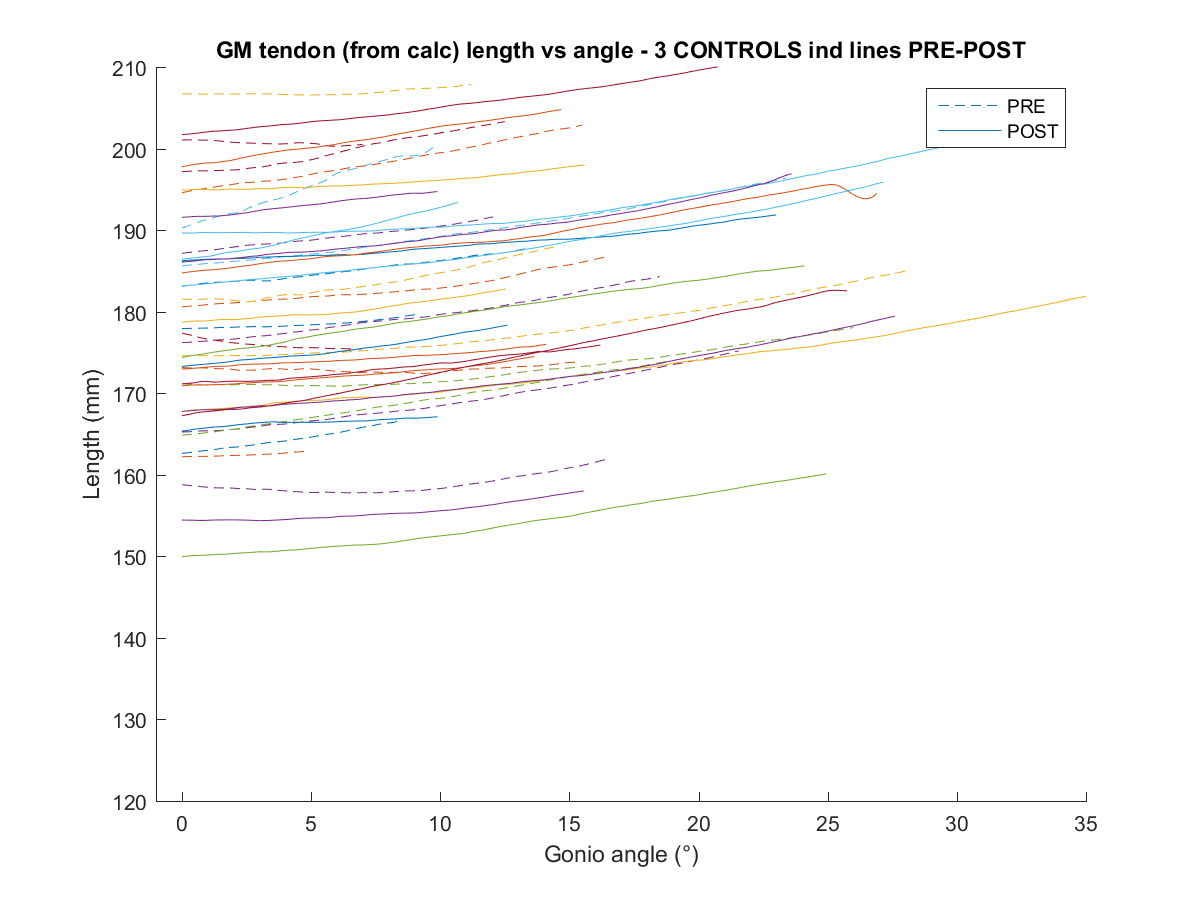 GM tendon (from calc) length vs angle - 3 CONTROLS ind lines PRE-POST
210
200
190
180
170
160
150
140
130
120
Length (mm)
PRE
POST
0 5 10 15 20 25 30 35
Gonio angle (°)